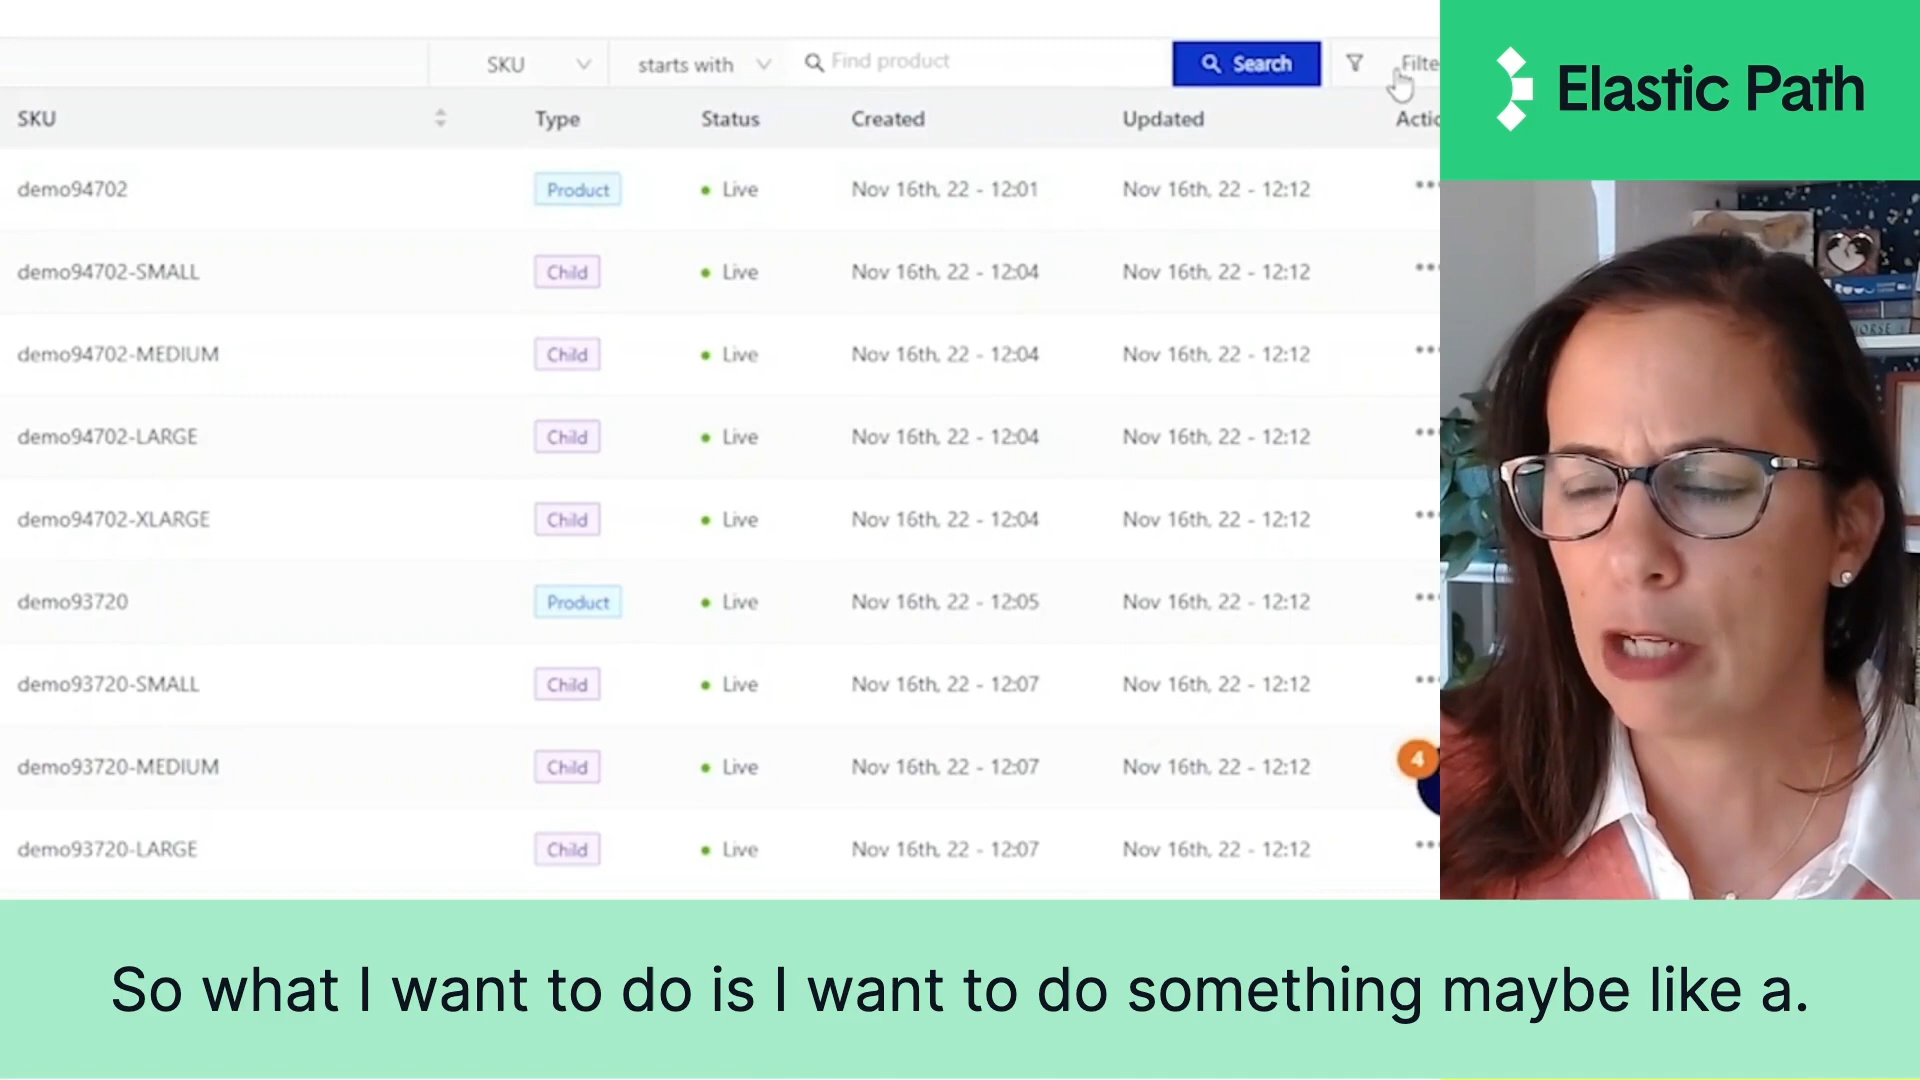 SKU starts with Find product Search Filte
SKU Type Status Created Updated Actic
demo94702 Product Live Nov 16th, 22 - 12:01 Nov 16th, 22 - 12:12
demo94702-SMALL Child Live Nov 16th, 22 - 12:04 Nov 16th, 22 - 12:12
demo94702-MEDIUM Child Live Nov 16th, 22 - 12:04 Nov 16th, 22 - 12:12
demo94702-LARGE Child Live Nov 16th, 22 - 12:04 Nov 16th, 22 - 12:12
demo94702-XLARGE Child Live Nov 16th, 22 - 12:04 Nov 16th, 22 - 12:12
demo93720 Product Live Nov 16th, 22 - 12:05 Nov 16th, 22 - 12:12
demo93720-SMALL Child Live Nov 16th, 22 - 12:07 Nov 16th, 22 - 12:12
demo93720-MEDIUM Child Live Nov 16th, 22 - 12:07 Nov 16th, 22 - 12:12
4
demo93720-LARGE Child Live Nov 16th, 22 - 12:07 Nov 16th, 22 - 12:12
Elastic Path
So what I want to do is I want to do something maybe like a.